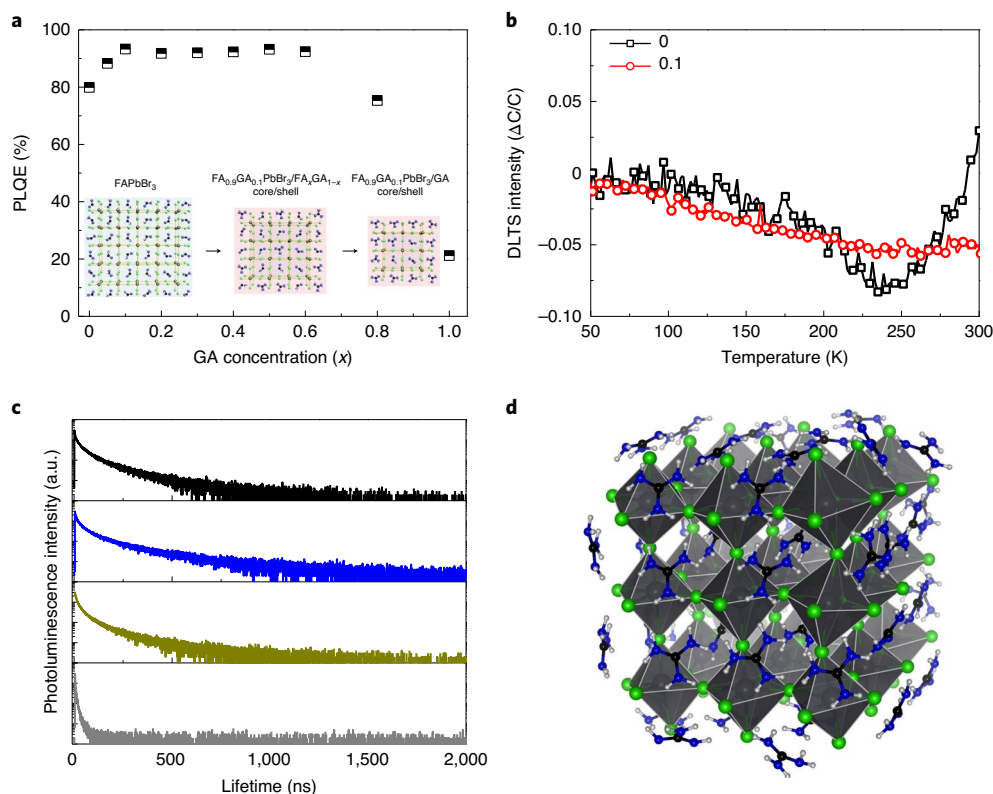 a
100
80
60
40
20
0
PLQE (%)
FAPbBr3
FA0.9GA0.1PbBr3/FAxGA1−x
core/shell
FA0.9GA0.1PbBr3/GA
core/shell
0
0.2
0.4
0.6
0.8
1.0
GA concentration (x)
b
0
0.1
0.10
0.05
0
−0.05
−0.10
DLTS intensity (ΔC/C)
50
100
150
200
250
300
Temperature (K)
c
Photoluminescence intensity (a.u.)
0
500
1,000
1,500
2,000
Lifetime (ns)
d